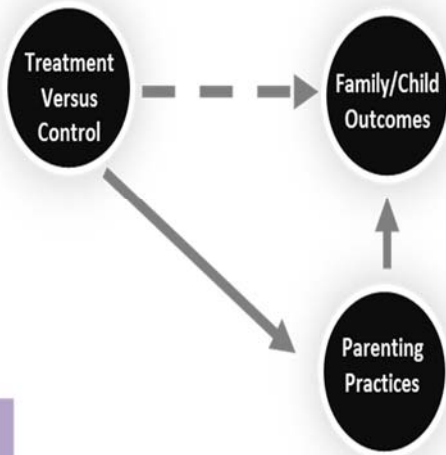 Treatment
Versus
Control
Family/Child
Outcomes
Parenting
Practices